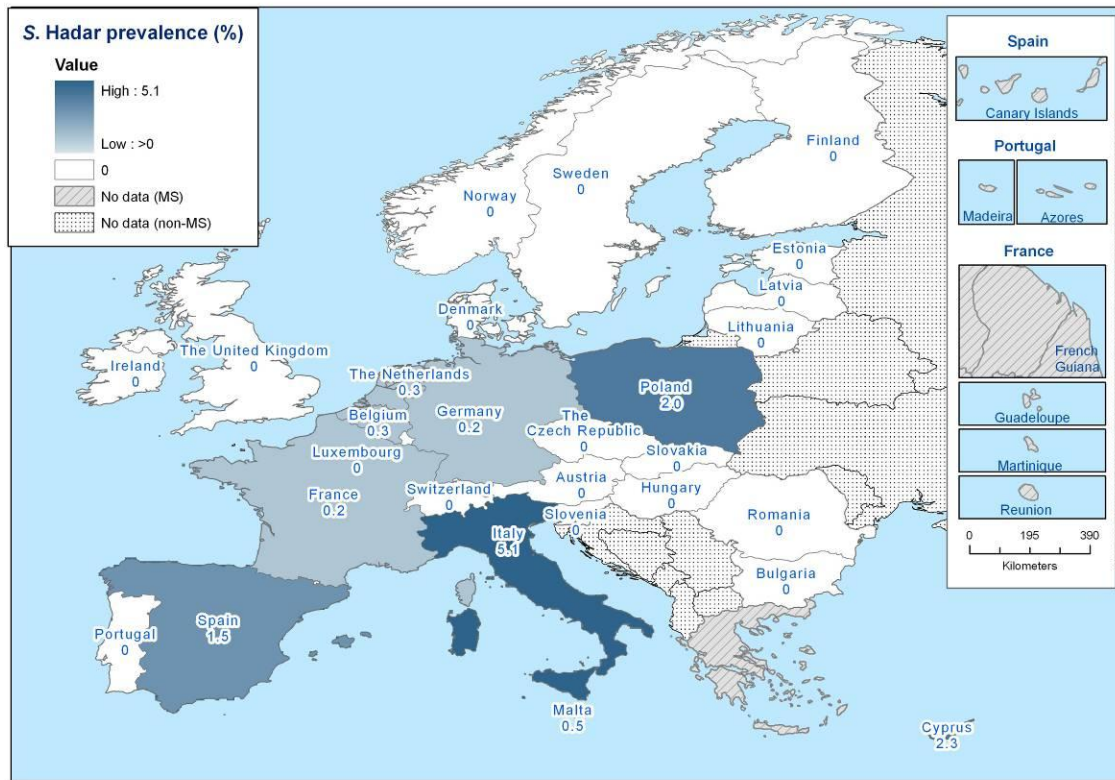 S. Hadar prevalence (%)
Value
High : 5.1
Low : >0
0
No data (MS)
No data (non-MS)
Spain
Canary Islands
Portugal
Madeira
Azores
France
French
Guiana
Guadeloupe
Martinique
Reunion
0 195 390
Kilometers
Finland
0
Sweden
0
Norway
0
Estonia
0
Latvia
0
Lithuania
0
Denmark
0
The United Kingdom
0
Ireland
0
The Netherlands
0.3
Poland
2.0
Belgium
0.3
Germany
0.2
The
Czech Republic
0
Luxembourg
0
Slovakia
0
France
0.2
Switzerland
0
Austria
0
Hungary
0
Slovenia
0
Romania
0
Italy
5.1
Bulgaria
0
Spain
1.5
Portugal
0
Malta
0.5
Cyprus
2.3